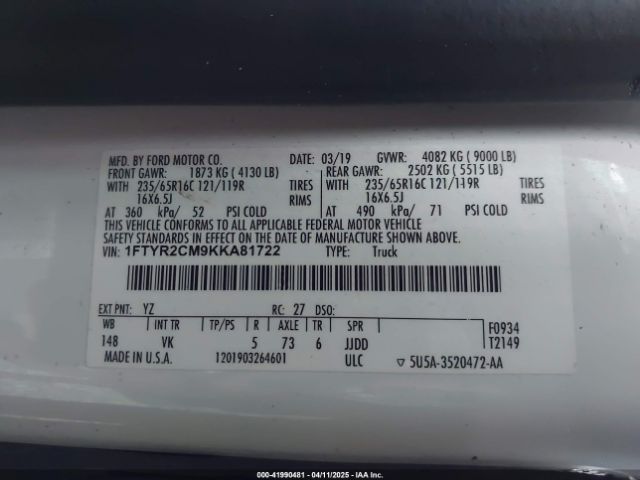 MFD. BY FORD MOTOR CO. DATE: 03/19 GVWR: 4082 KG ( 9000 LB)
FRONT GAWR: 1873 KG ( 4130 LB) REAR GAWR: 2502 KG ( 5515 LB)
WITH 235/65R16C 121/119R TIRES WITH 235/65R16C 121/119R TIRES
16X6.5J RIMS 16X6.5J RIMS
AT 360 kPa/ 52 PSI COLD AT 490 kPa/ 71 PSI COLD
THIS VEHICLE CONFORMS TO ALL APPLICABLE FEDERAL MOTOR VEHICLE
SAFETY STANDARDS IN EFFECT ON THE DATE OF MANUFACTURE SHOWN ABOVE.
VIN: 1FTYR2CM9KKA81722 TYPE: Truck
EXT PNT: YZ RC: 27 DSO:
WB INT TR TP/PS R AXLE TR SPR F0934
148 VK 5 73 6 JJDD T2149
MADE IN U.S.A. 1201903264601 ULC ▽ 5U5A-3520472-AA
000-41990481 - 04/11/2025 - IAA, Inc.